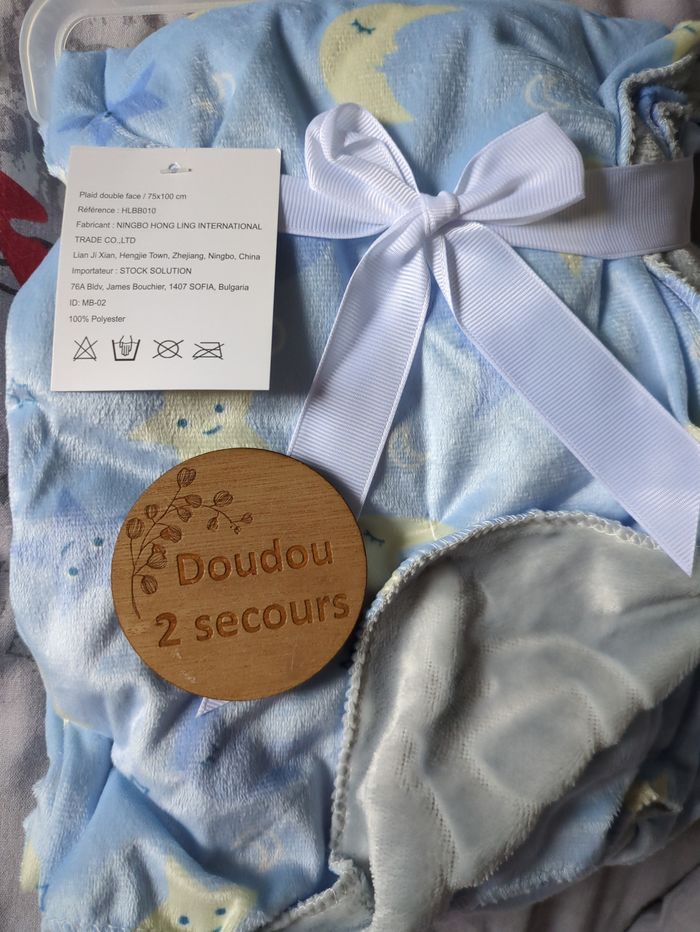 Plaid double face / 75x100 cm
Référence : HLBB010
Fabricant : NINGBO HONG LING INTERNATIONAL
TRADE CO.,LTD
Lian Ji Xian, Hengjie Town, Zhejiang, Ningbo, China
Importateur : STOCK SOLUTION
76A Bldv, James Bouchier, 1407 SOFIA, Bulgaria
ID: MB-02
100% Polyester
Doudou
2 secours